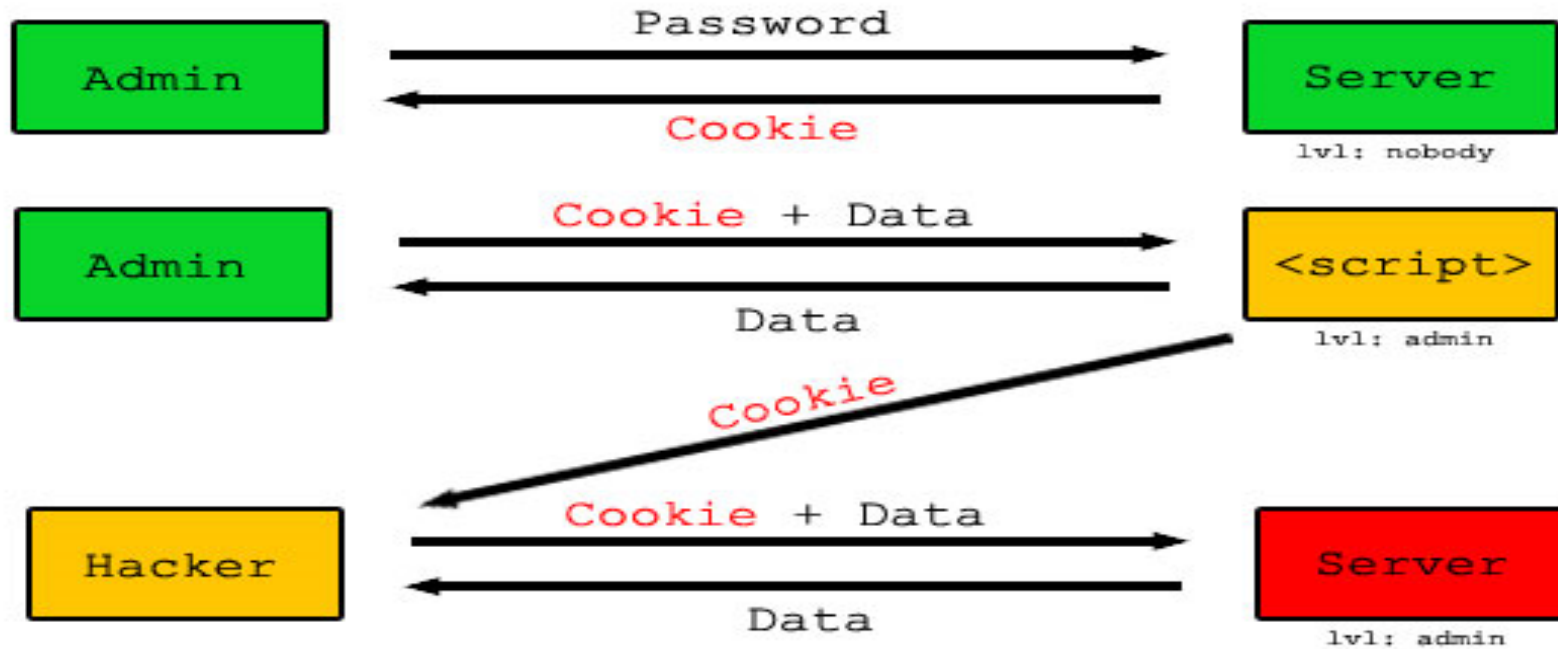 Password
Admin
Server
Cookie
lvl: nobody
Cookie + Data
Admin
<script>
Data
lvl: admin
Cookie
Cookie + Data
Hacker
Server
Data
lvl: admin